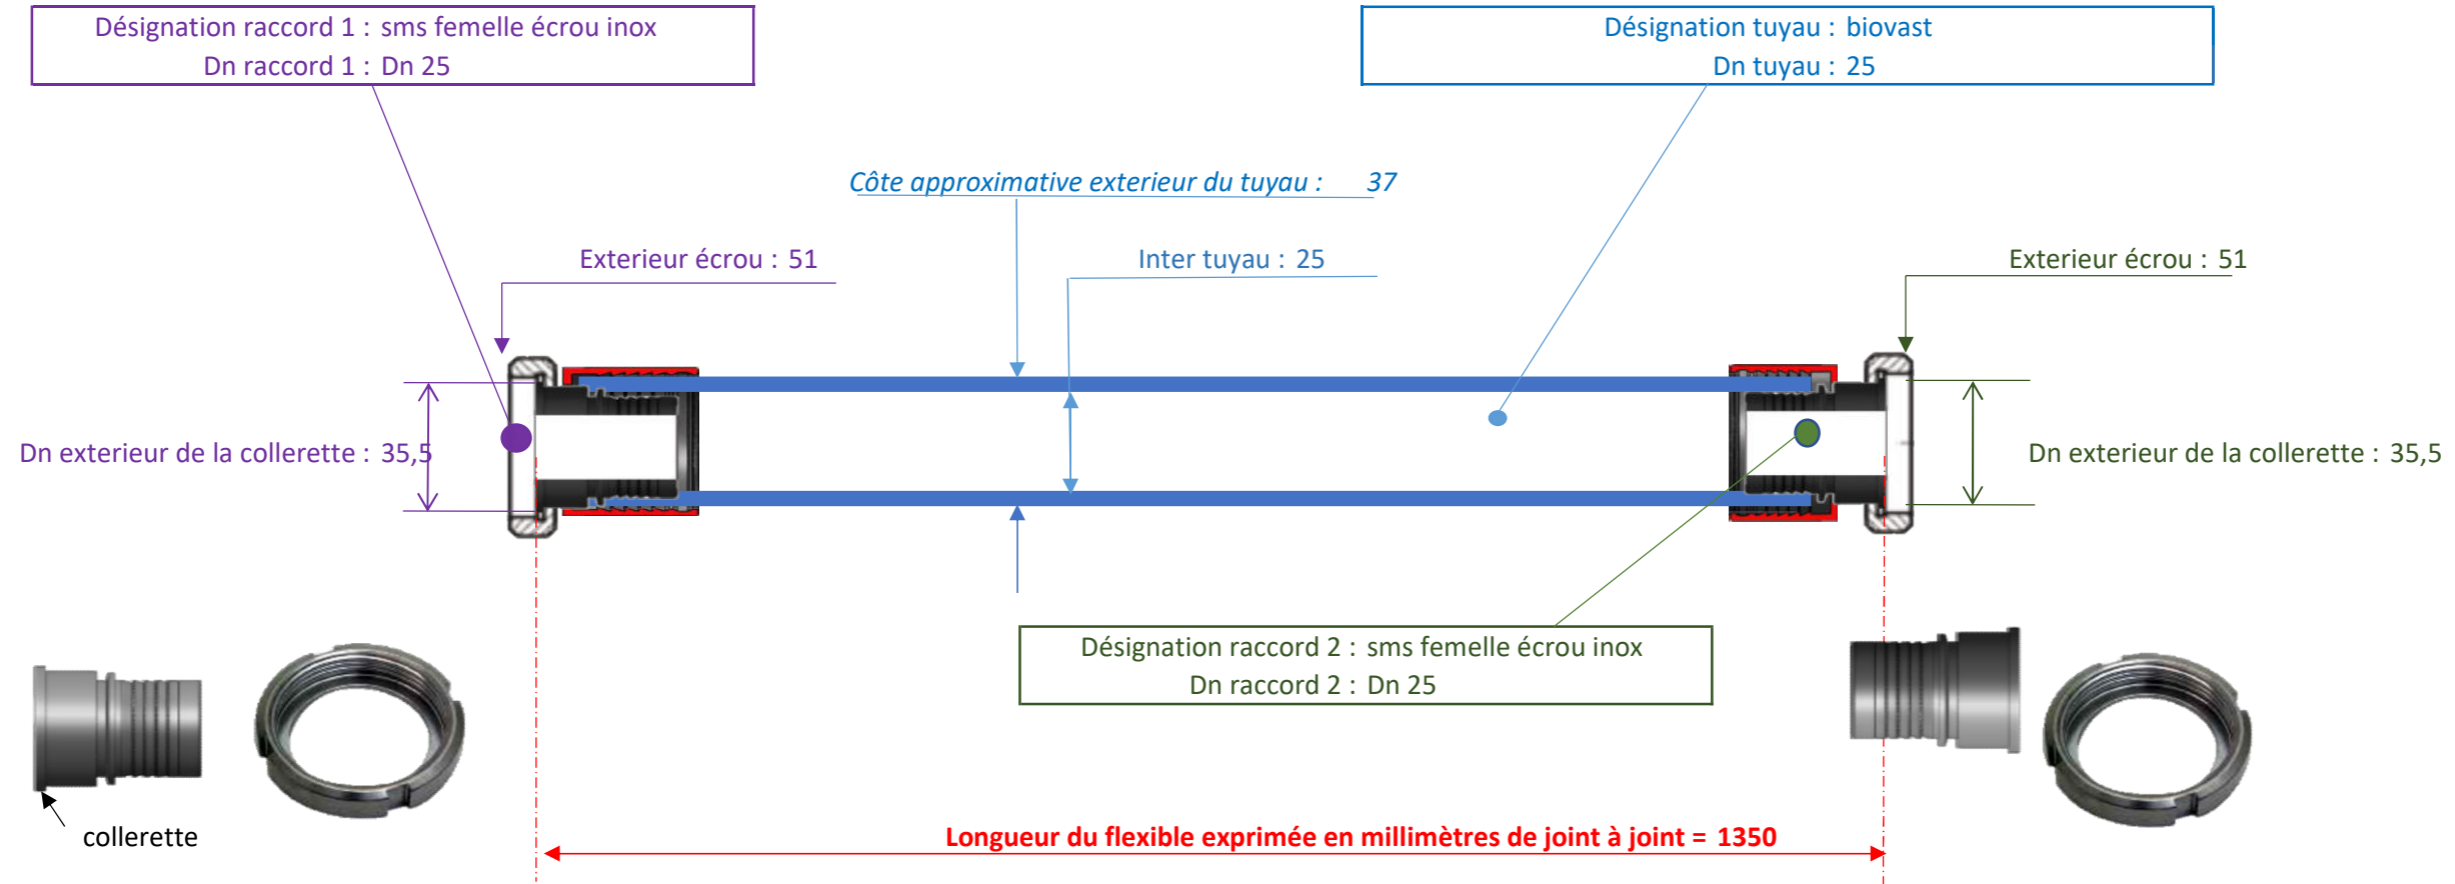 Désignation raccord 1 : sms femelle écrou inox
Dn raccord 1 : Dn 25
Désignation tuyau : biovast
Dn tuyau : 25
Côte approximative exterieur du tuyau : 37
Exterieur écrou : 51
Inter tuyau : 25
Exterieur écrou : 51
Dn exterieur de la collerette : 35,5
Dn exterieur de la collerette : 35,5
Désignation raccord 2 : sms femelle écrou inox
Dn raccord 2 : Dn 25
collerette
Longueur du flexible exprimée en millimètres de joint à joint = 1350